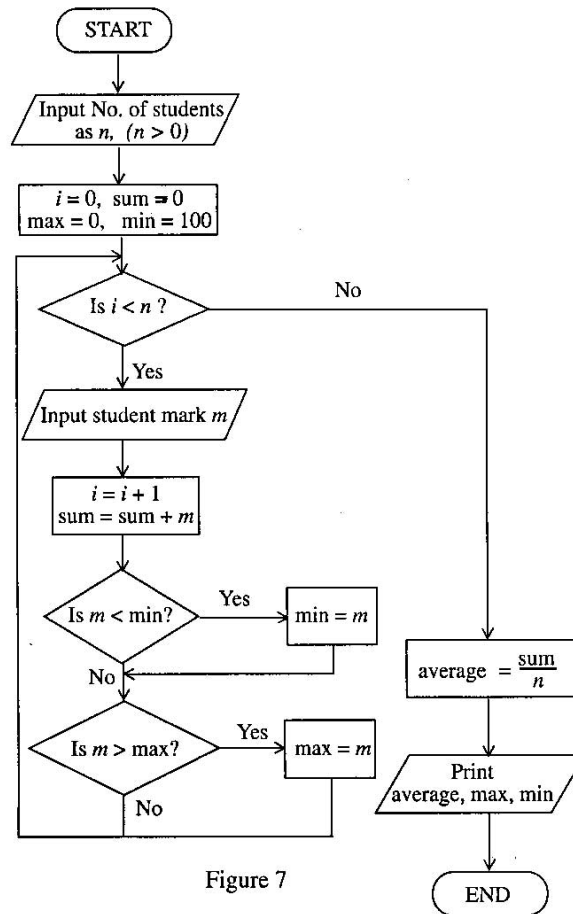 START
Input No. of students
as n, (n > 0)
i = 0, sum = 0
max = 0, min = 100
Is i < n ?
No
Yes
Input student mark m
i = i + 1
sum = sum + m
Is m < min?
Yes
min = m
No
Is m > max?
Yes
max = m
No
average = sum/n
Print
average, max, min
END
Figure 7